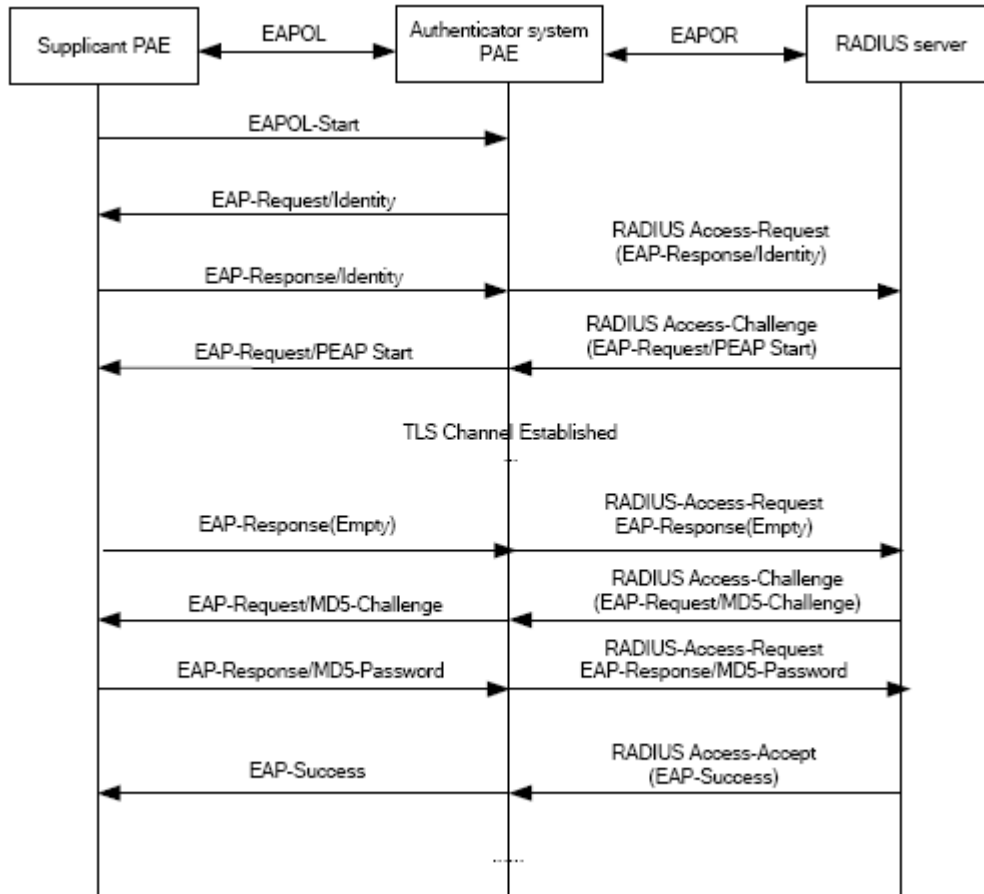 Supplicant PAE
EAPOL
Authenticator system
PAE
EAPOR
RADIUS server
EAPOL-Start
EAP-Request/Identity
RADIUS Access-Request
(EAP-Response/Identity)
EAP-Response/Identity
RADIUS Access-Challenge
(EAP-Request/PEAP Start)
EAP-Request/PEAP Start
TLS Channel Established
RADIUS-Access-Request
EAP-Response(Empty)
EAP-Response(Empty)
RADIUS Access-Challenge
(EAP-Request/MD5-Challenge)
EAP-Request/MD5-Challenge
RADIUS-Access-Request
EAP-Response/MD5-Password
EAP-Response/MD5-Password
RADIUS Access-Accept
(EAP-Success)
EAP-Success